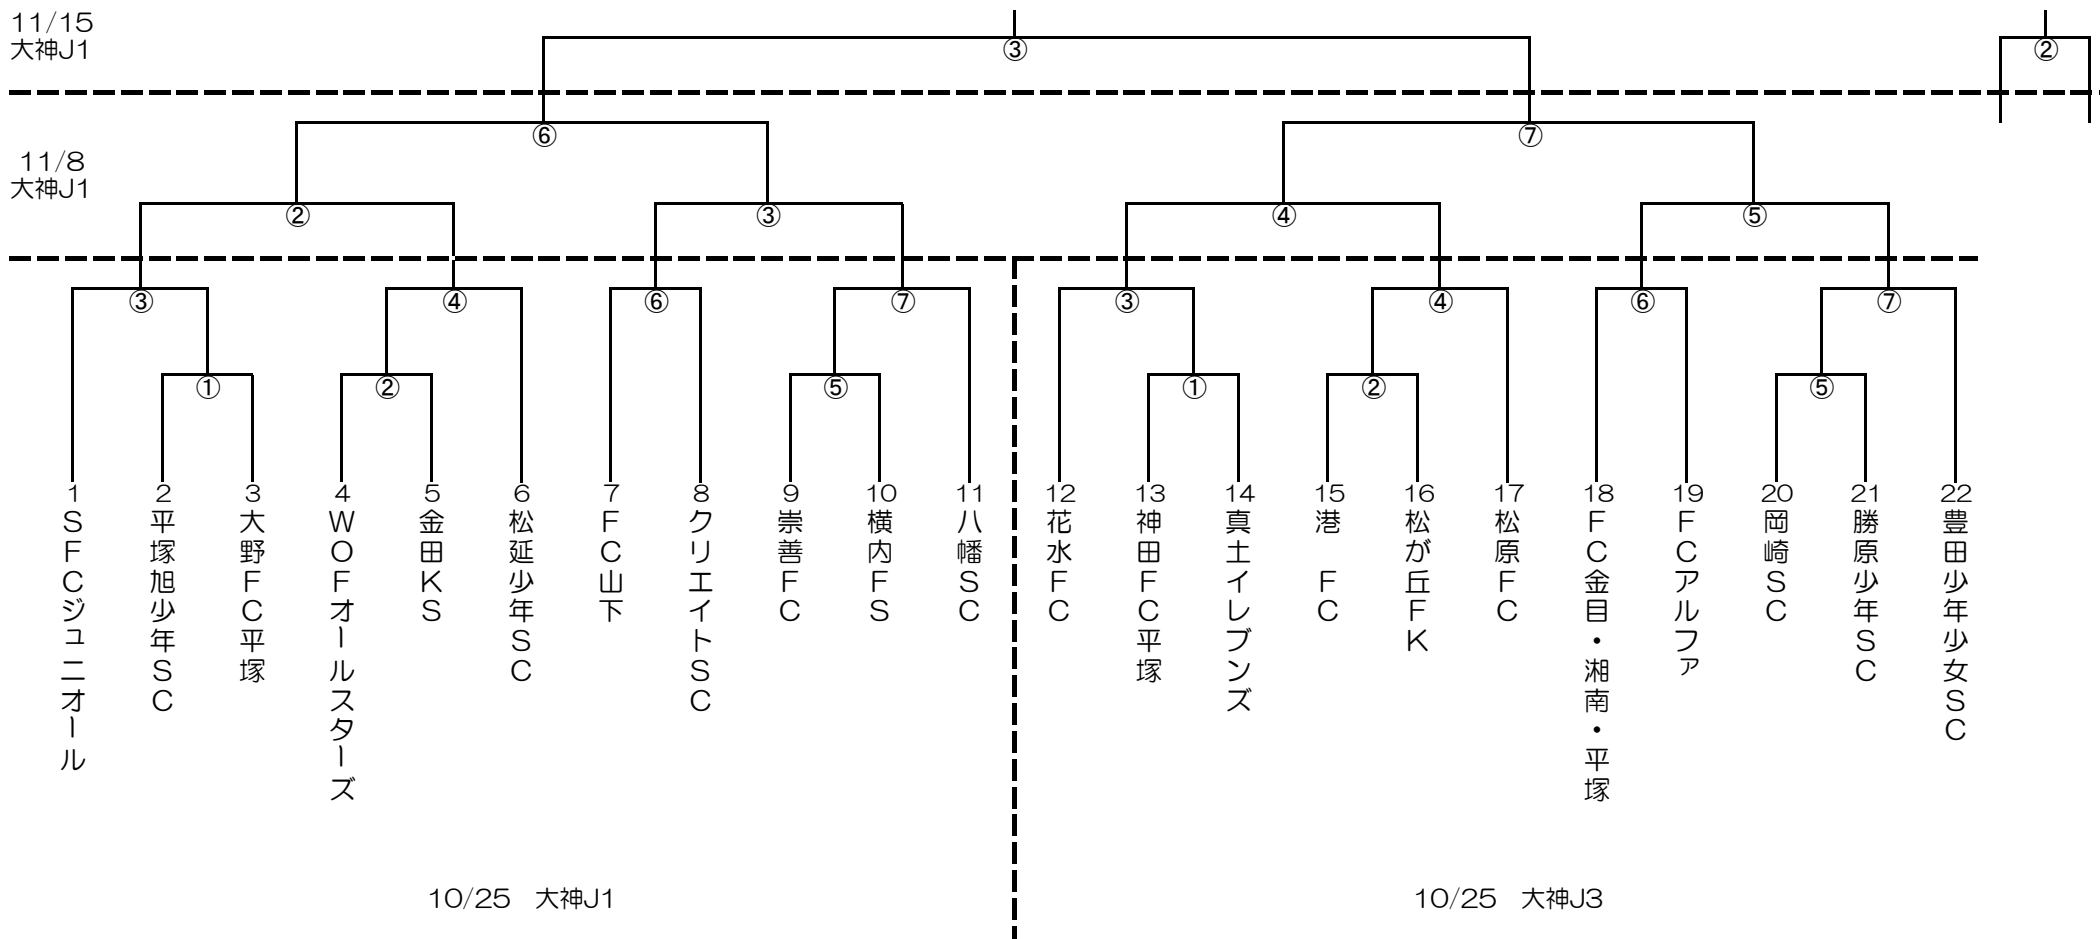 11/15
大神J1
③
②
⑥
⑦
11/8
大神J1
②
③
④
⑤
③
④
⑥
⑦
③
④
⑥
⑦
①
②
⑤
①
②
⑤
1
SFCジュニオール
2
平塚旭少年SC
3
大野FC平塚
4
WOFオールスターズ
5
金田KS
6
松延少年SC
7
FC山下
8
クリエイトSC
9
崇善FC
10
横内FS
11
八幡SC
12
花水FC
13
神田FC平塚
14
真土イレブンズ
15
港　FC
16
松が丘FK
17
松原FC
18
FC金目・湘南・平塚
19
FCアルファ
20
岡崎SC
21
勝原少年SC
22
豊田少年少女SC
10/25　大神J1
10/25　大神J3